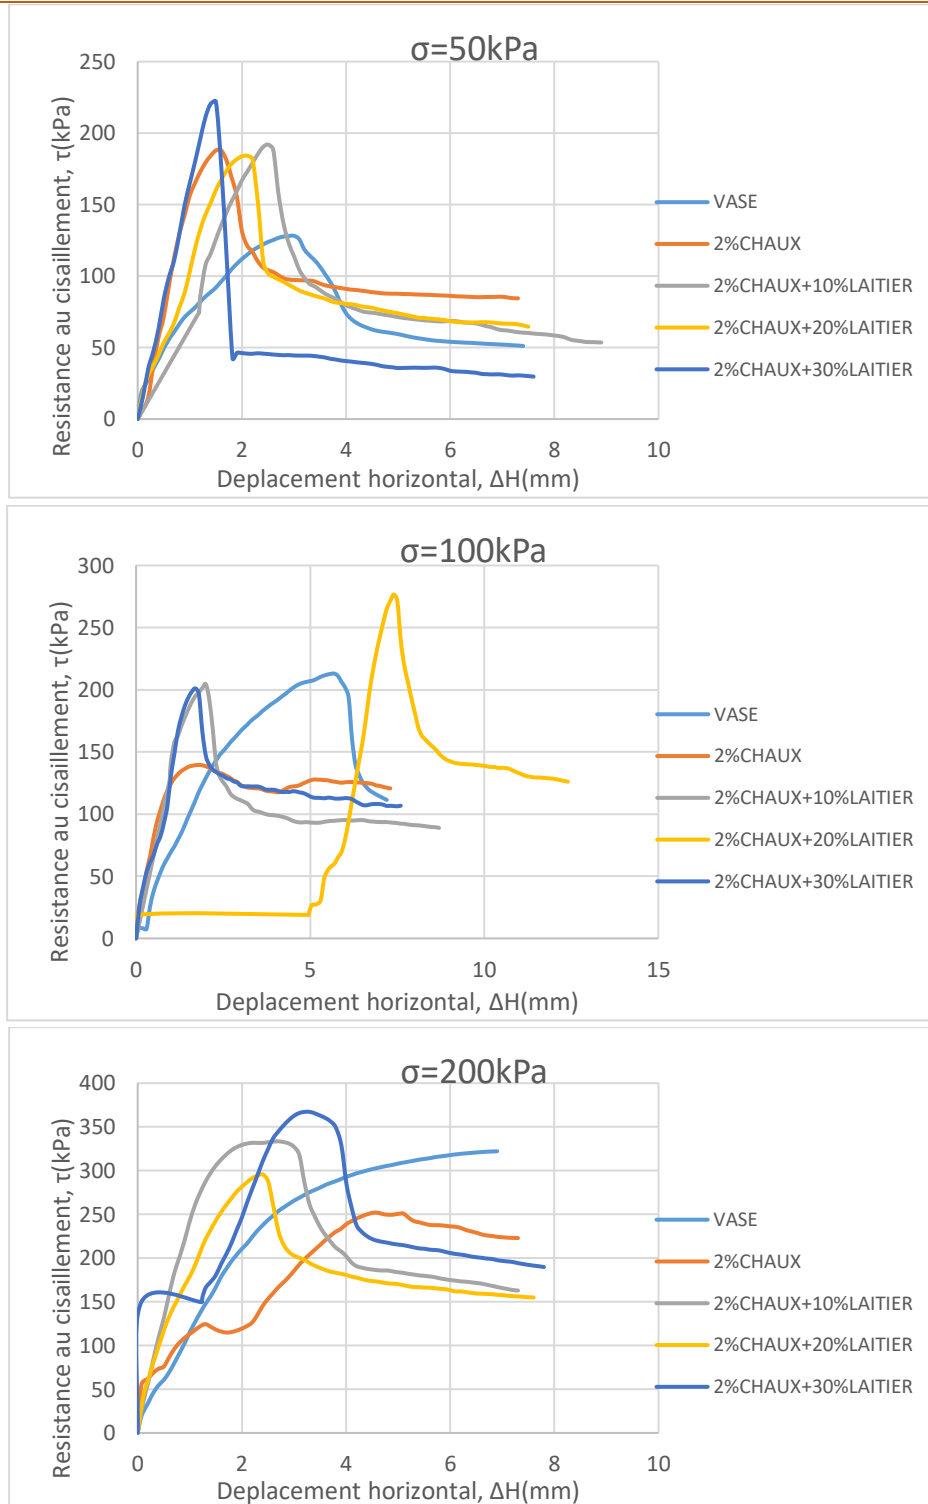 σ=50kPa
250
200
150
100
50
0
0 2 4 6 8 10
Resistance au cisaillement, τ(kPa)
Deplacement horizontal, ΔH(mm)
VASE
2%CHAUX
2%CHAUX+10%LAITIER
2%CHAUX+20%LAITIER
2%CHAUX+30%LAITIER
σ=100kPa
300
250
200
150
100
50
0
0 5 10 15
Resistance au cisaillement, τ(kPa)
Deplacement horizontal, ΔH(mm)
VASE
2%CHAUX
2%CHAUX+10%LAITIER
2%CHAUX+20%LAITIER
2%CHAUX+30%LAITIER
σ=200kPa
400
350
300
250
200
150
100
50
0
0 2 4 6 8 10
Resistance au cisaillement, τ(kPa)
Deplacement horizontal, ΔH(mm)
VASE
2%CHAUX
2%CHAUX+10%LAITIER
2%CHAUX+20%LAITIER
2%CHAUX+30%LAITIER